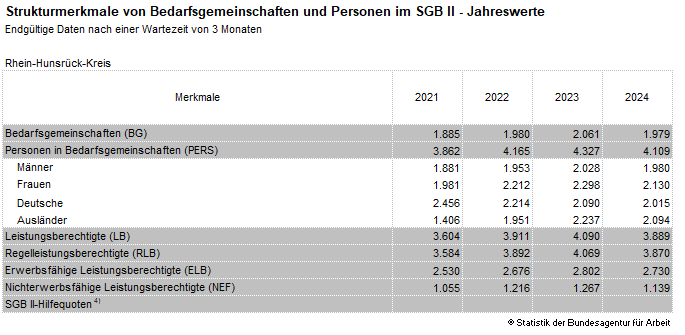 Strukturmerkmale von Bedarfsgemeinschaften und Personen im SGB II - Jahreswerte
Endgültige Daten nach einer Wartezeit von 3 Monaten
Rhein-Hunsrück-Kreis
Merkmale 2021 2022 2023 2024
Bedarfsgemeinschaften (BG) 1.885 1.980 2.061 1.979
Personen in Bedarfsgemeinschaften (PERS) 3.862 4.165 4.327 4.109
Männer 1.881 1.953 2.028 1.980
Frauen 1.981 2.212 2.298 2.130
Deutsche 2.456 2.214 2.090 2.015
Ausländer 1.406 1.951 2.237 2.094
Leistungsberechtigte (LB) 3.604 3.911 4.090 3.889
Regelleistungsberechtigte (RLB) 3.584 3.892 4.069 3.870
Erwerbsfähige Leistungsberechtigte (ELB) 2.530 2.676 2.802 2.730
Nichterwerbsfähige Leistungsberechtigte (NEF) 1.055 1.216 1.267 1.139
SGB II-Hilfequoten 4)
© Statistik der Bundesagentur für Arbeit